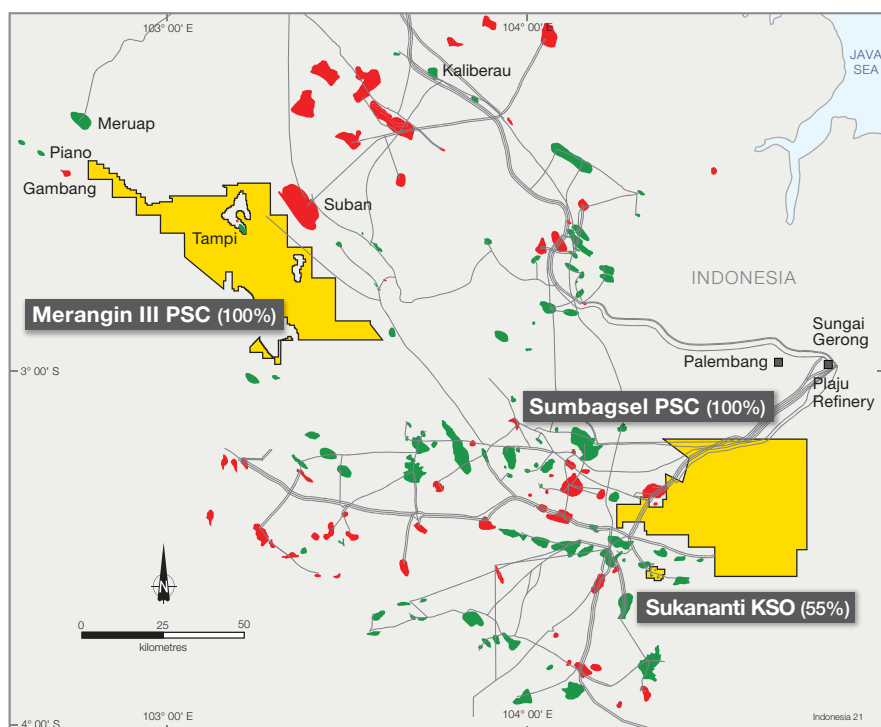 103° 00′ E
104° 00′ E
JAVA
SEA
Kaliberau
Meruap
Piano
Gambang
Suban
Tampi
INDONESIA
Merangin III PSC (100%)
Sungai
Gerong
Palembang
3° 00′ S
Plaju
Refinery
Sumbagsel PSC (100%)
N
Sukananti KSO (55%)
0 25 50
kilometres
4° 00′ S
103° 00′ E
104° 00′ E
Indonesia 21